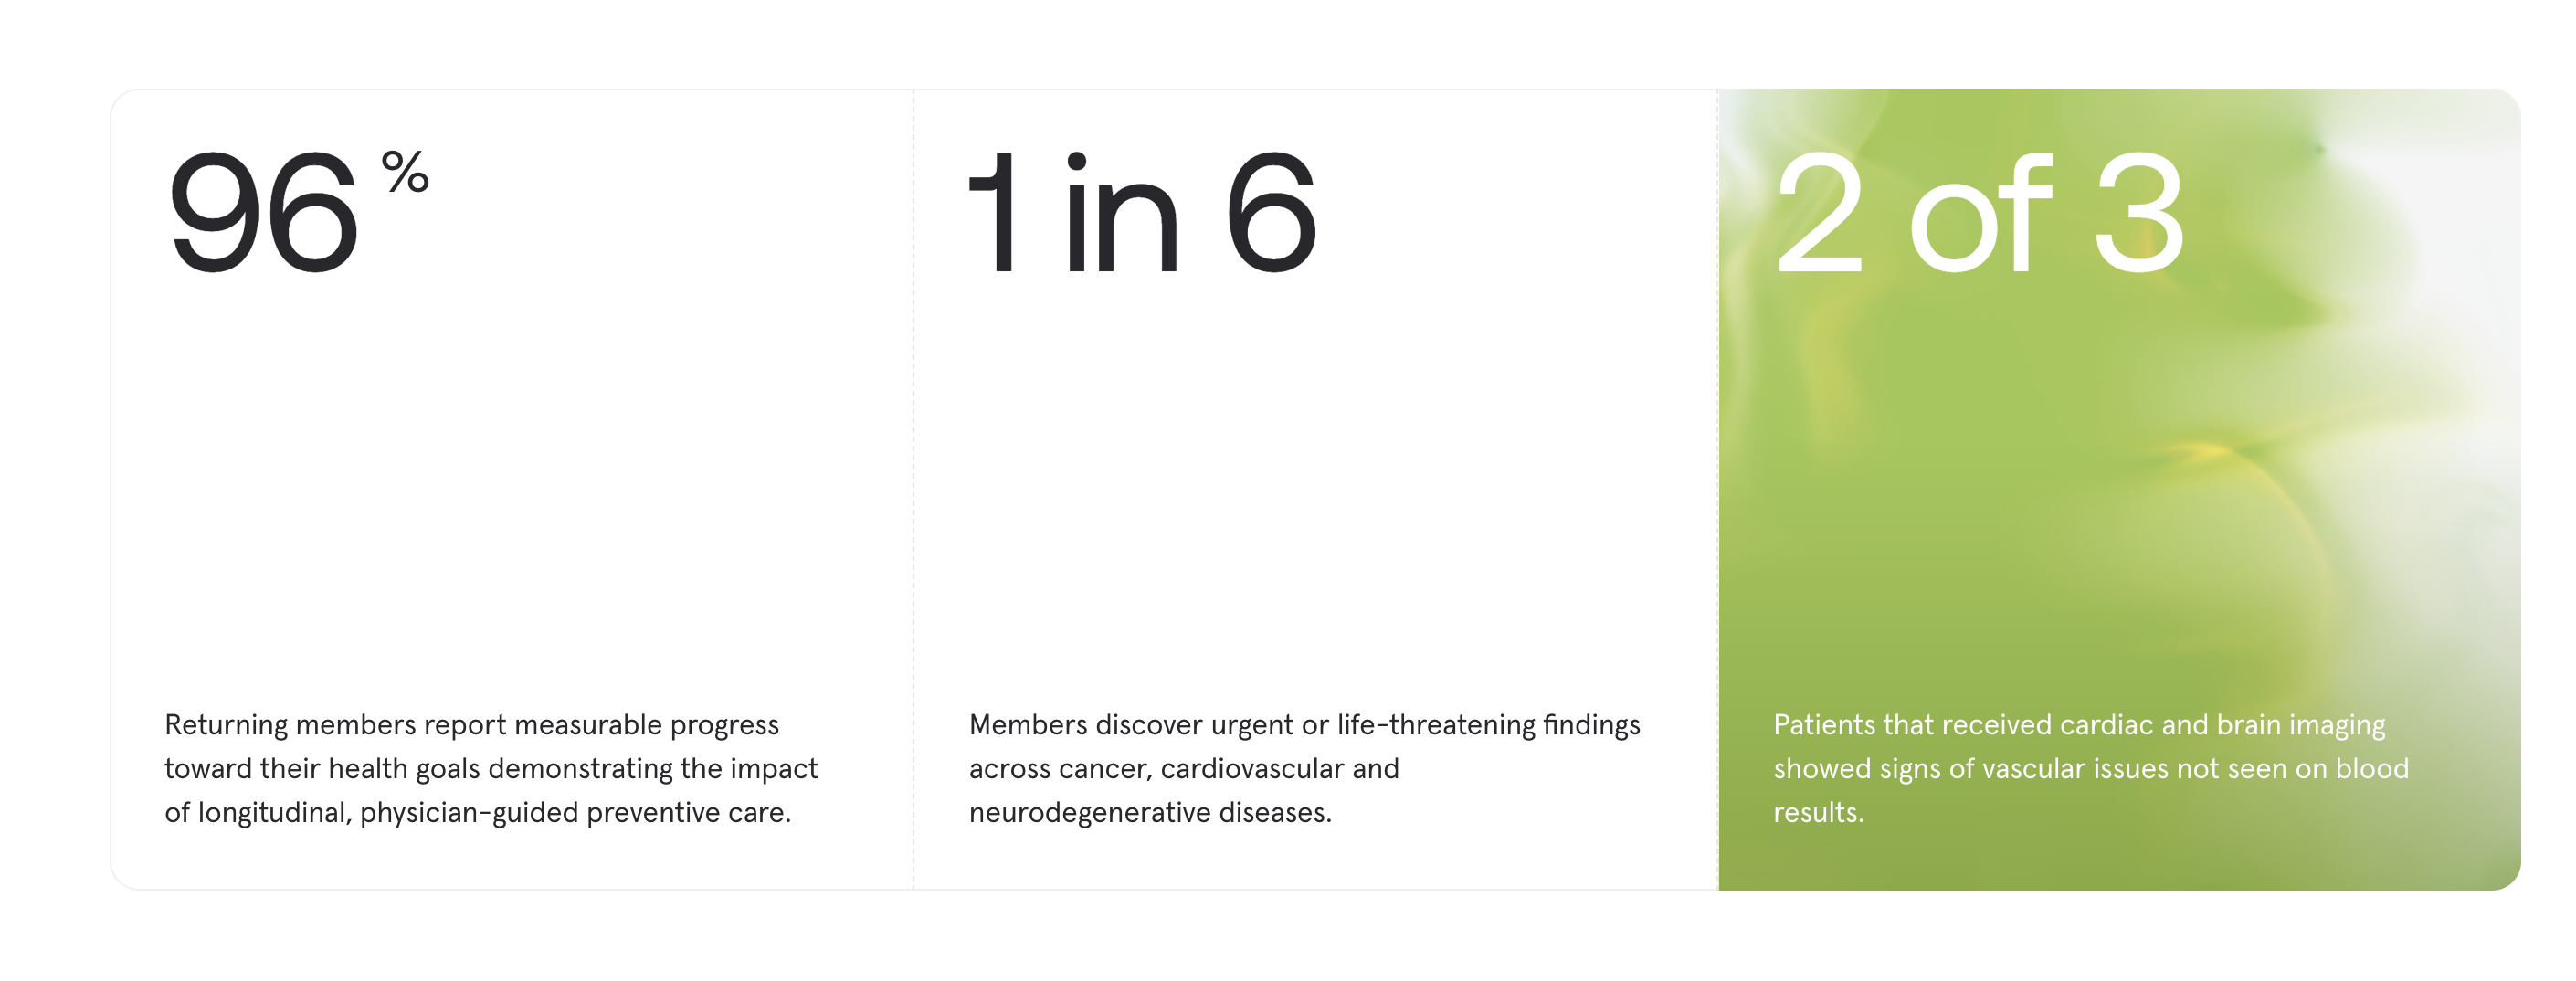 96%
Returning members report measurable progress
toward their health goals demonstrating the impact
of longitudinal, physician-guided preventive care.
1 in 6
Members discover urgent or life-threatening findings
across cancer, cardiovascular and
neurodegenerative diseases.
2 of 3
Patients that received cardiac and brain imaging
showed signs of vascular issues not seen on blood
results.